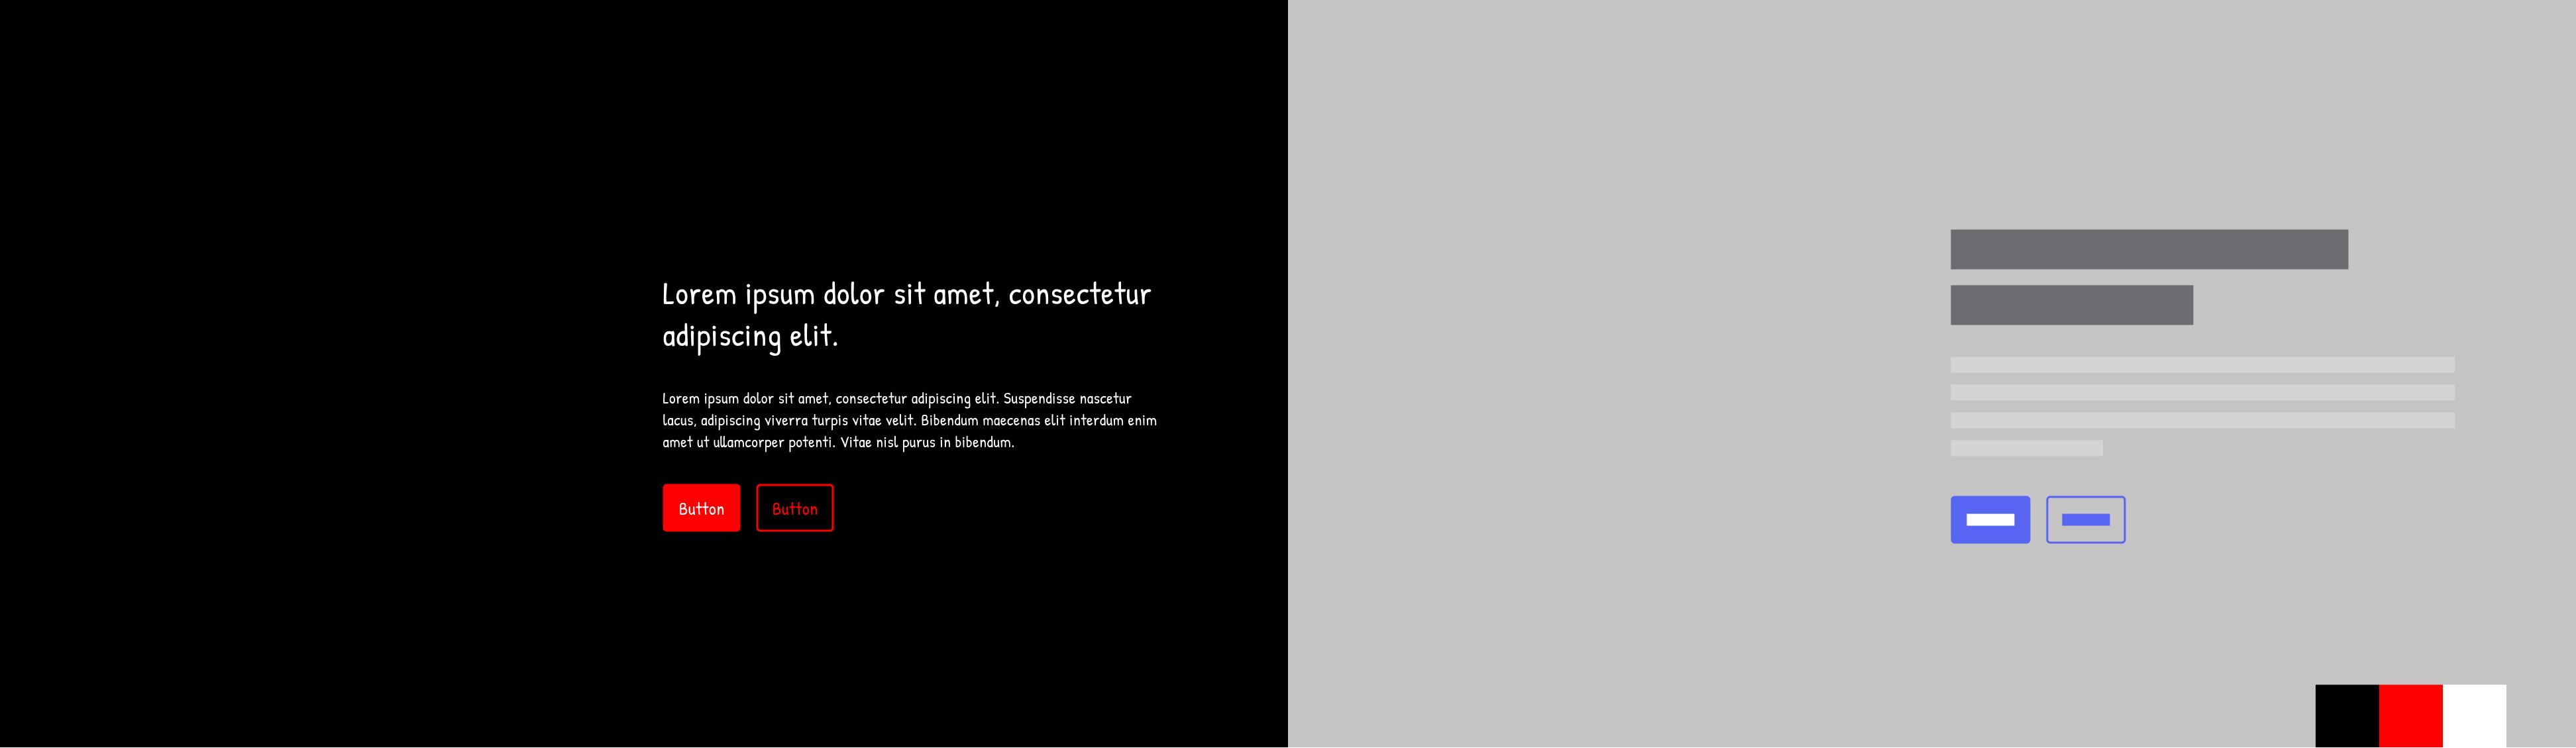 Lorem ipsum dolor sit amet, consectetur
adipiscing elit.
Lorem ipsum dolor sit amet, consectetur adipiscing elit. Suspendisse nascetur
lacus, adipiscing viverra turpis vitae velit. Bibendum maecenas elit interdum enim
amet ut ullamcorper potenti. Vitae nisl purus in bibendum.
Button Button